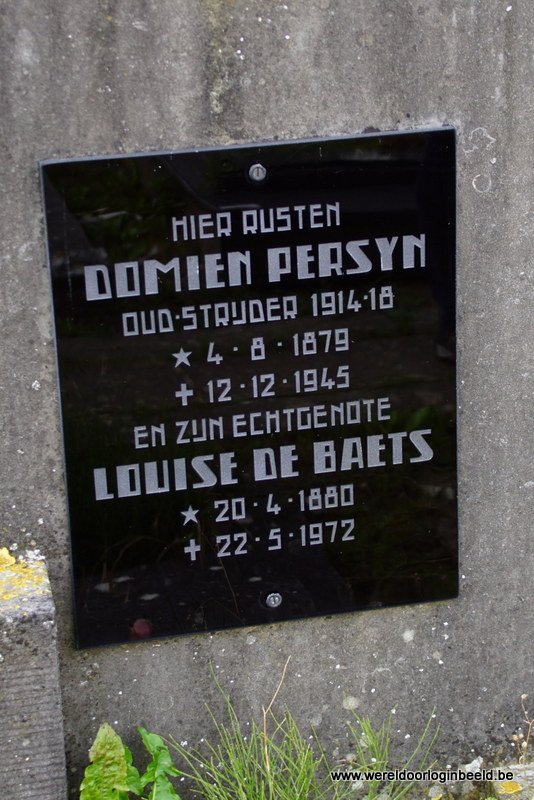 HIER RUSTEN
DOMIEN PERSYN
OUD-STRIJDER 1914-18
★ 4 - 8 - 1879
+ 12-12-1945
EN ZIJN ECHTGENOTE
LOUISE DE BAETS
★ 20 - 4 - 1880
+ 22 - 5 - 1972
www.wereldoorloginbeeld.be